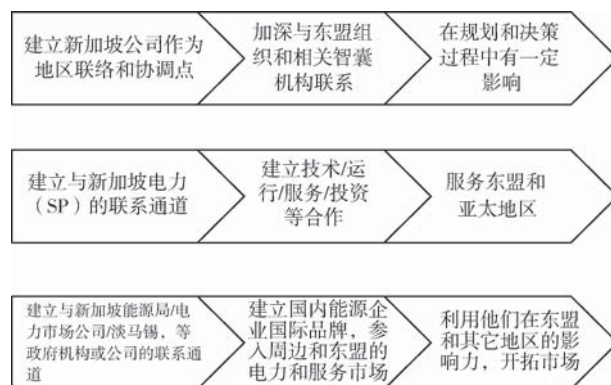 建立新加坡公司作为
地区联络和协调点
加深与东盟组
织和相关智囊
机构联系
在规划和决策
过程中有一定
影响
建立与新加坡电力
（SP）的联系通道
建立技术/运
行/服务/投资
等合作
服务东盟和
亚太地区
建立与新加坡能源局/电
力市场公司/淡马锡，等
政府机构或公司的联系通
道
建立国内能源企
业国际品牌，参
入周边和东盟的
电力和服务市场
利用他们在东盟
和其它地区的影
响力，开拓市场